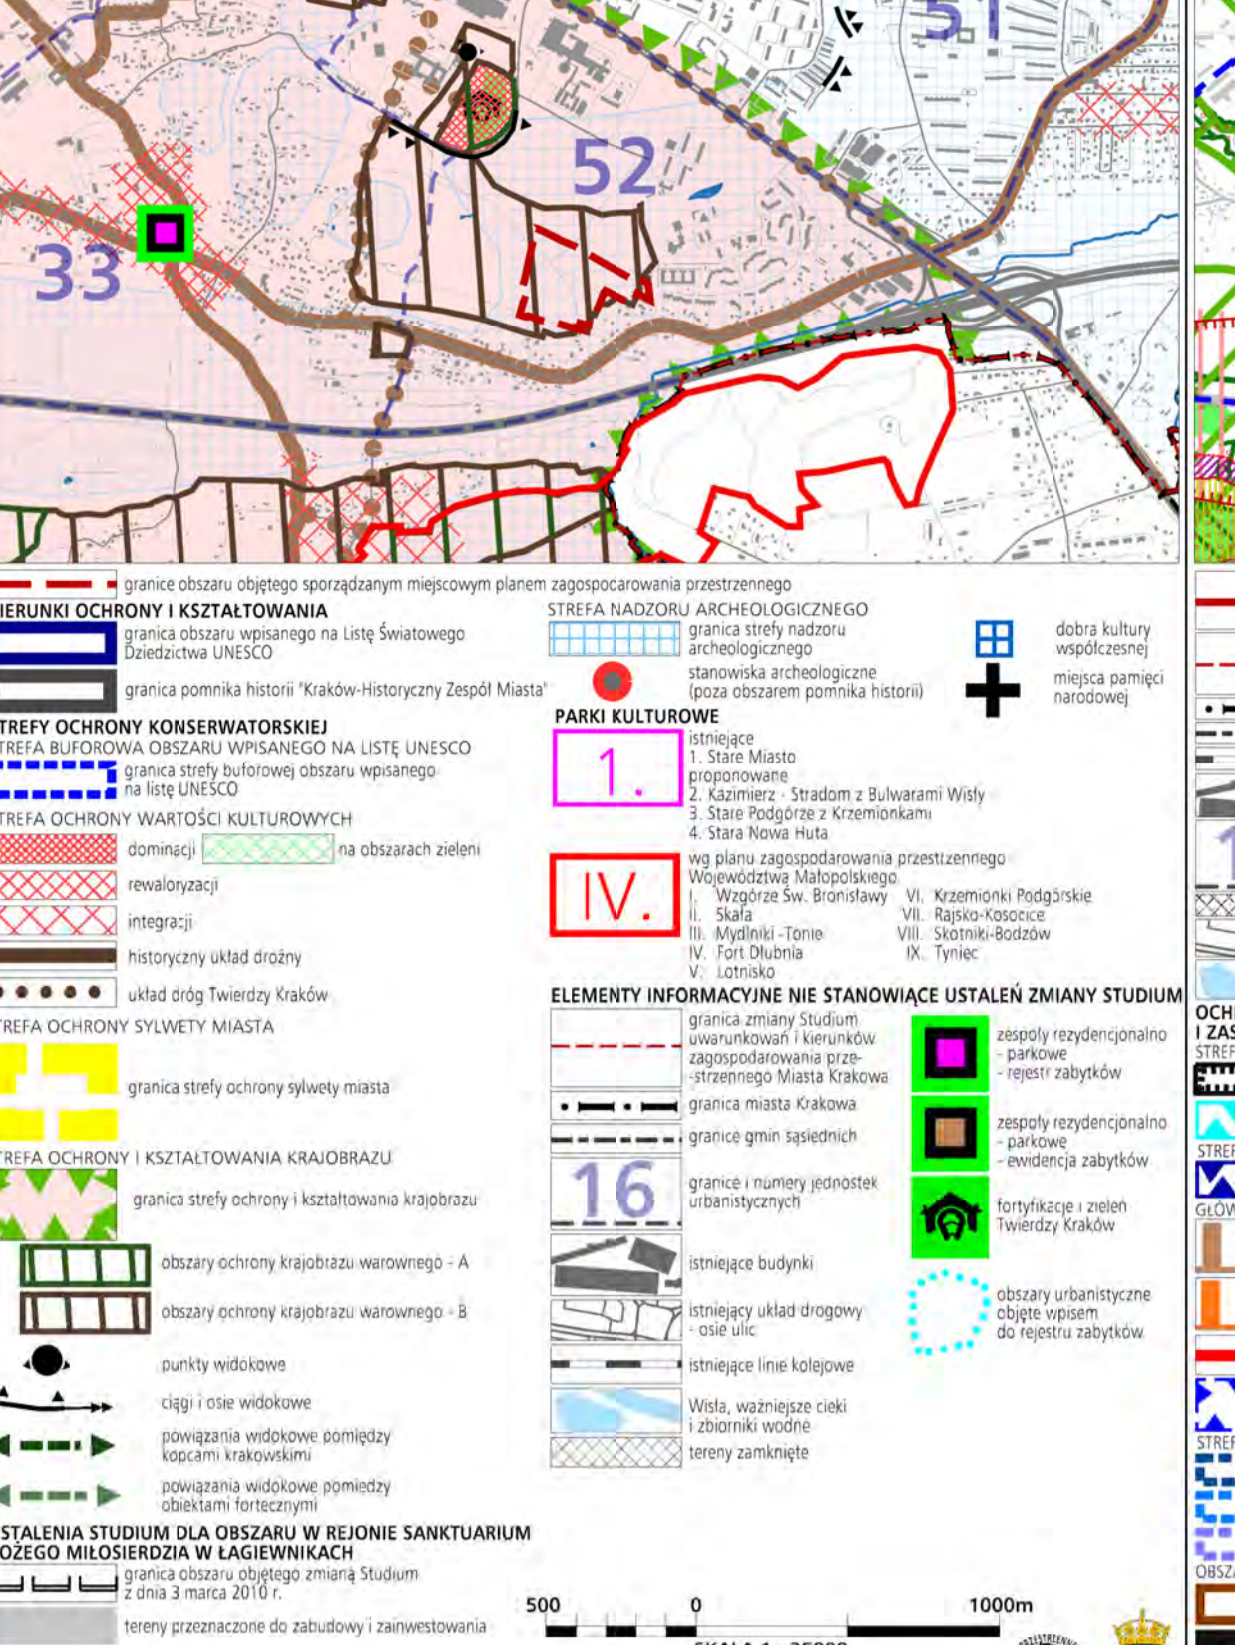 51
52
33
granice obszaru objętego sporządzanym miejscowym planem zagospodarowania przestrzennego
IERUNKI OCHRONY I KSZTAŁTOWANIA
granica obszaru wpisanego na Listę Światowego
Dziedzictwa UNESCO
granica pomnika historii "Kraków-Historyczny Zespół Miasta"
TREFY OCHRONY KONSERWATORSKIEJ
TREFA BUFOROWA OBSZARU WPISANEGO NA LISTĘ UNESCO
granica strefy buforowej obszaru wpisanego
na listę UNESCO
TREFA OCHRONY WARTOŚCI KULTUROWYCH
dominacji
na obszarach zieleni
rewaloryzacji
integracji
historyczny układ drożny
układ dróg Twierdzy Kraków
TREFA OCHRONY SYLWETY MIASTA
granica strefy ochrony sylwety miasta
TREFA OCHRONY I KSZTAŁTOWANIA KRAJOBRAZU
granica strefy ochrony i kształtowania krajobrazu
obszary ochrony krajobrazu warownego - A
obszary ochrony krajobrazu warownego - B
punkty widokowe
ciągi i osie widokowe
powiązania widokowe pomiędzy
kopcami krakowskimi
powiązania widokowe pomiedzy
obiektami fortecznymi
STALENIA STUDIUM DLA OBSZARU W REJONIE SANKTUARIUM
OŻEGO MIŁOSIERDZIA W ŁAGIEWNIKACH
granica obszaru objętego zmianą Studium
z dnia 3 marca 2010 r.
tereny przeznaczone do zabudowy i zainwestowania
STREFA NADZORU ARCHEOLOGICZNEGO
granica strefy nadzoru
archeologicznego
stanowiska archeologiczne
(poza obszarem pomnika historii)
dobra kultury
współczesnej
miejsca pamięci
narodowej
PARKI KULTUROWE
1.
istniejące
1. Stare Miasto
proponowane
2. Kazimierz - Stradom z Bulwarami Wisły
3. Stare Podgórze z Krzemionkami
4. Stara Nowa Huta
IV.
wg planu zagospodarowania przestrzennego
Województwa Małopolskiego
I. Wzgórze Św. Bronisławy
II. Skała
III. Mydlniki -Tonie
IV. Fort Dłubnia
V. Lotnisko
VI. Krzemionki Podgórskie
VII. Rajsko-Kosocice
VIII. Skotniki-Bodzów
IX. Tyniec
ELEMENTY INFORMACYJNE NIE STANOWIĄCE USTALEŃ ZMIANY STUDIUM
granica zmiany Studium
uwarunkowań i kierunków
zagospodarowania prze-
-strzennego Miasta Krakowa
granica miasta Krakowa
granice gmin sąsiednich
16
granice i numery jednostek
urbanistycznych
istniejące budynki
istniejący układ drogowy
- osie ulic
istniejące linie kolejowe
Wisła, ważniejsze cieki
i zbiorniki wodne
tereny zamknięte
zespoły rezydencjonalno
- parkowe
- rejestr zabytków
zespoły rezydencjonalno
- parkowe
- ewidencja zabytków
fortyfikacje i zieleń
Twierdzy Kraków
obszary urbanistyczne
objęte wpisem
do rejestru zabytków
500 0 1000m
OCH
I ZAS
STREF
STREF
GŁÓW
STREF
OBSZA